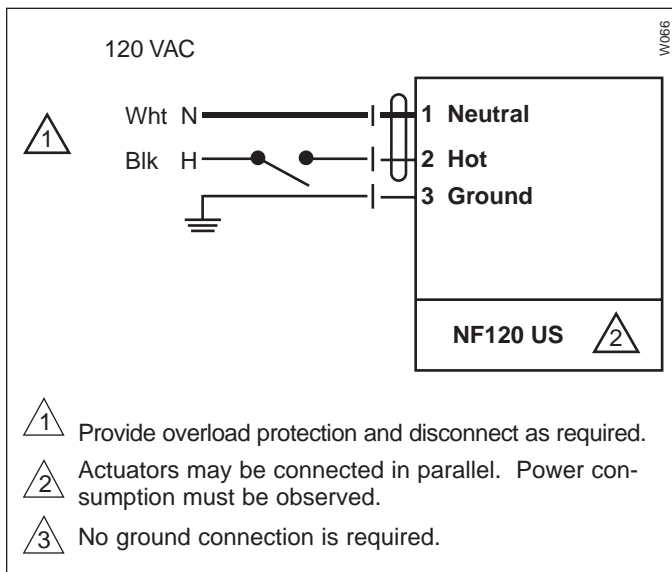 W066
120 VAC
1
Wht N
1 Neutral
Blk H
2 Hot
3 Ground
NF120 US
2
1 Provide overload protection and disconnect as required.
2 Actuators may be connected in parallel. Power con-
sumption must be observed.
3 No ground connection is required.